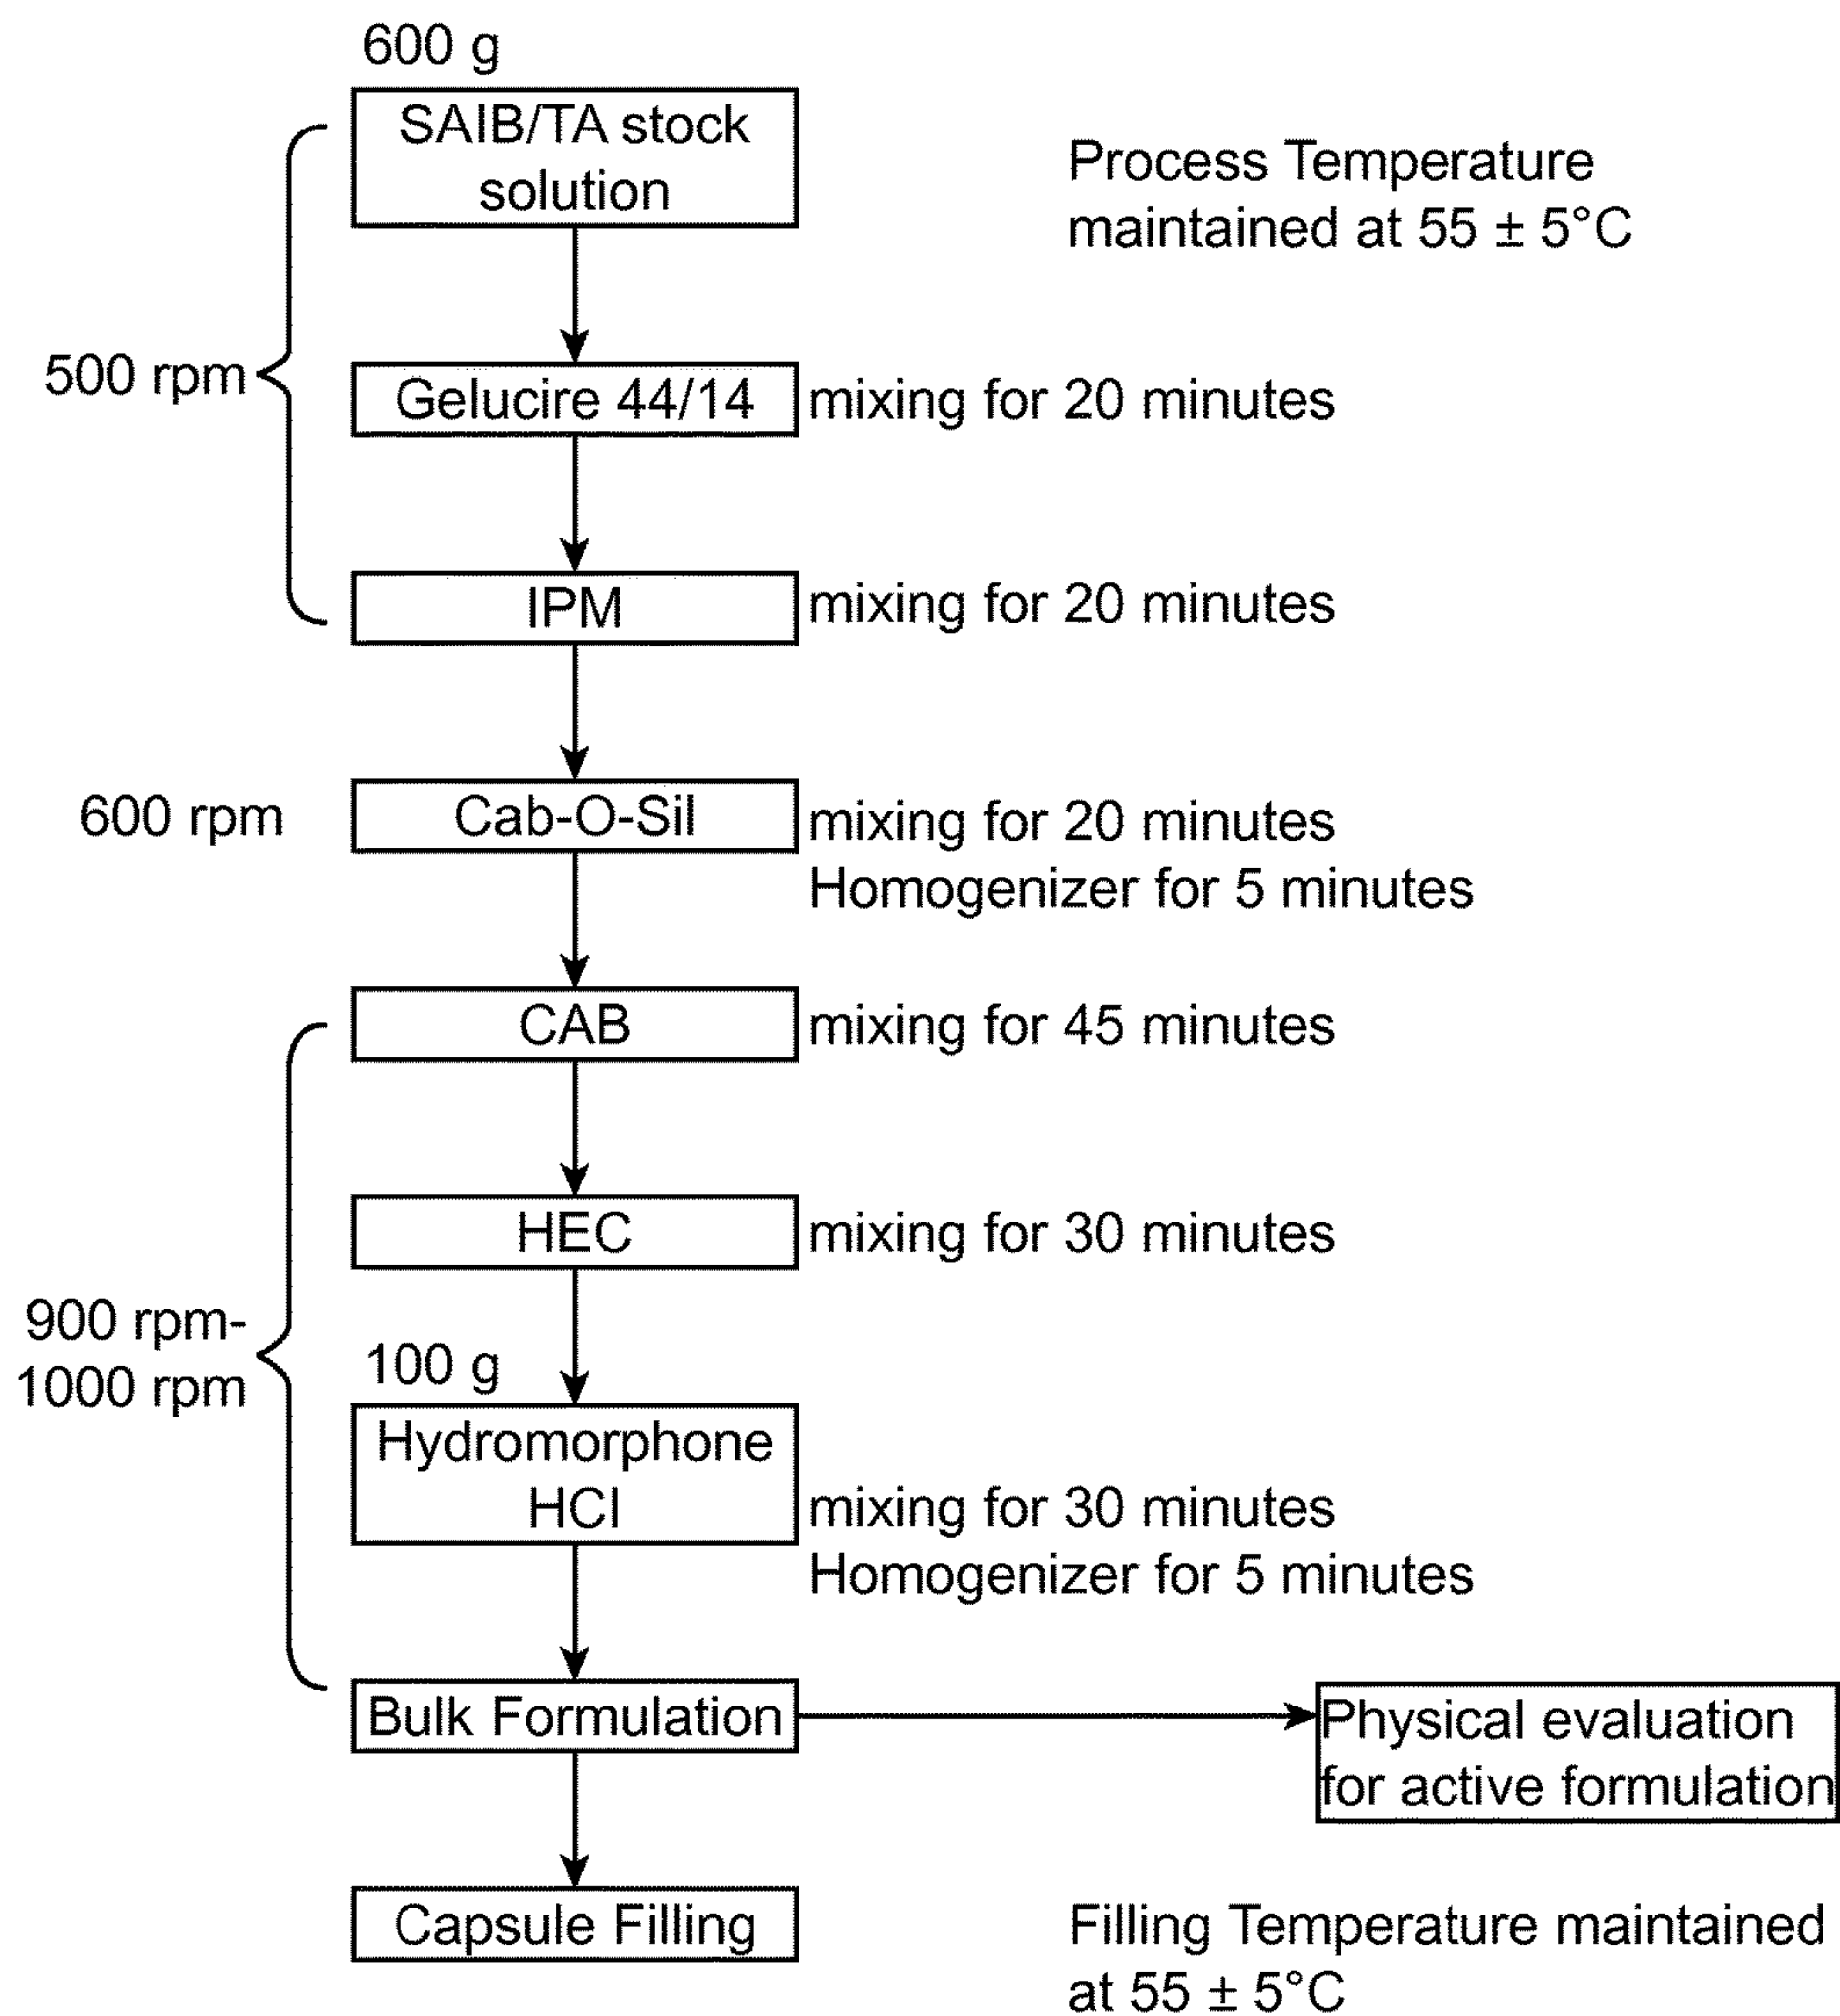 600 g
SAIB/TA stock
solution
Process Temperature
maintained at 55 ± 5°C
500 rpm
Gelucire 44/14
mixing for 20 minutes
IPM
mixing for 20 minutes
600 rpm
Cab-O-Sil
mixing for 20 minutes
Homogenizer for 5 minutes
CAB
mixing for 45 minutes
HEC
mixing for 30 minutes
900 rpm-
1000 rpm
100 g
Hydromorphone
HCl
mixing for 30 minutes
Homogenizer for 5 minutes
Bulk Formulation
Physical evaluation
for active formulation
Capsule Filling
Filling Temperature maintained
at 55 ± 5°C